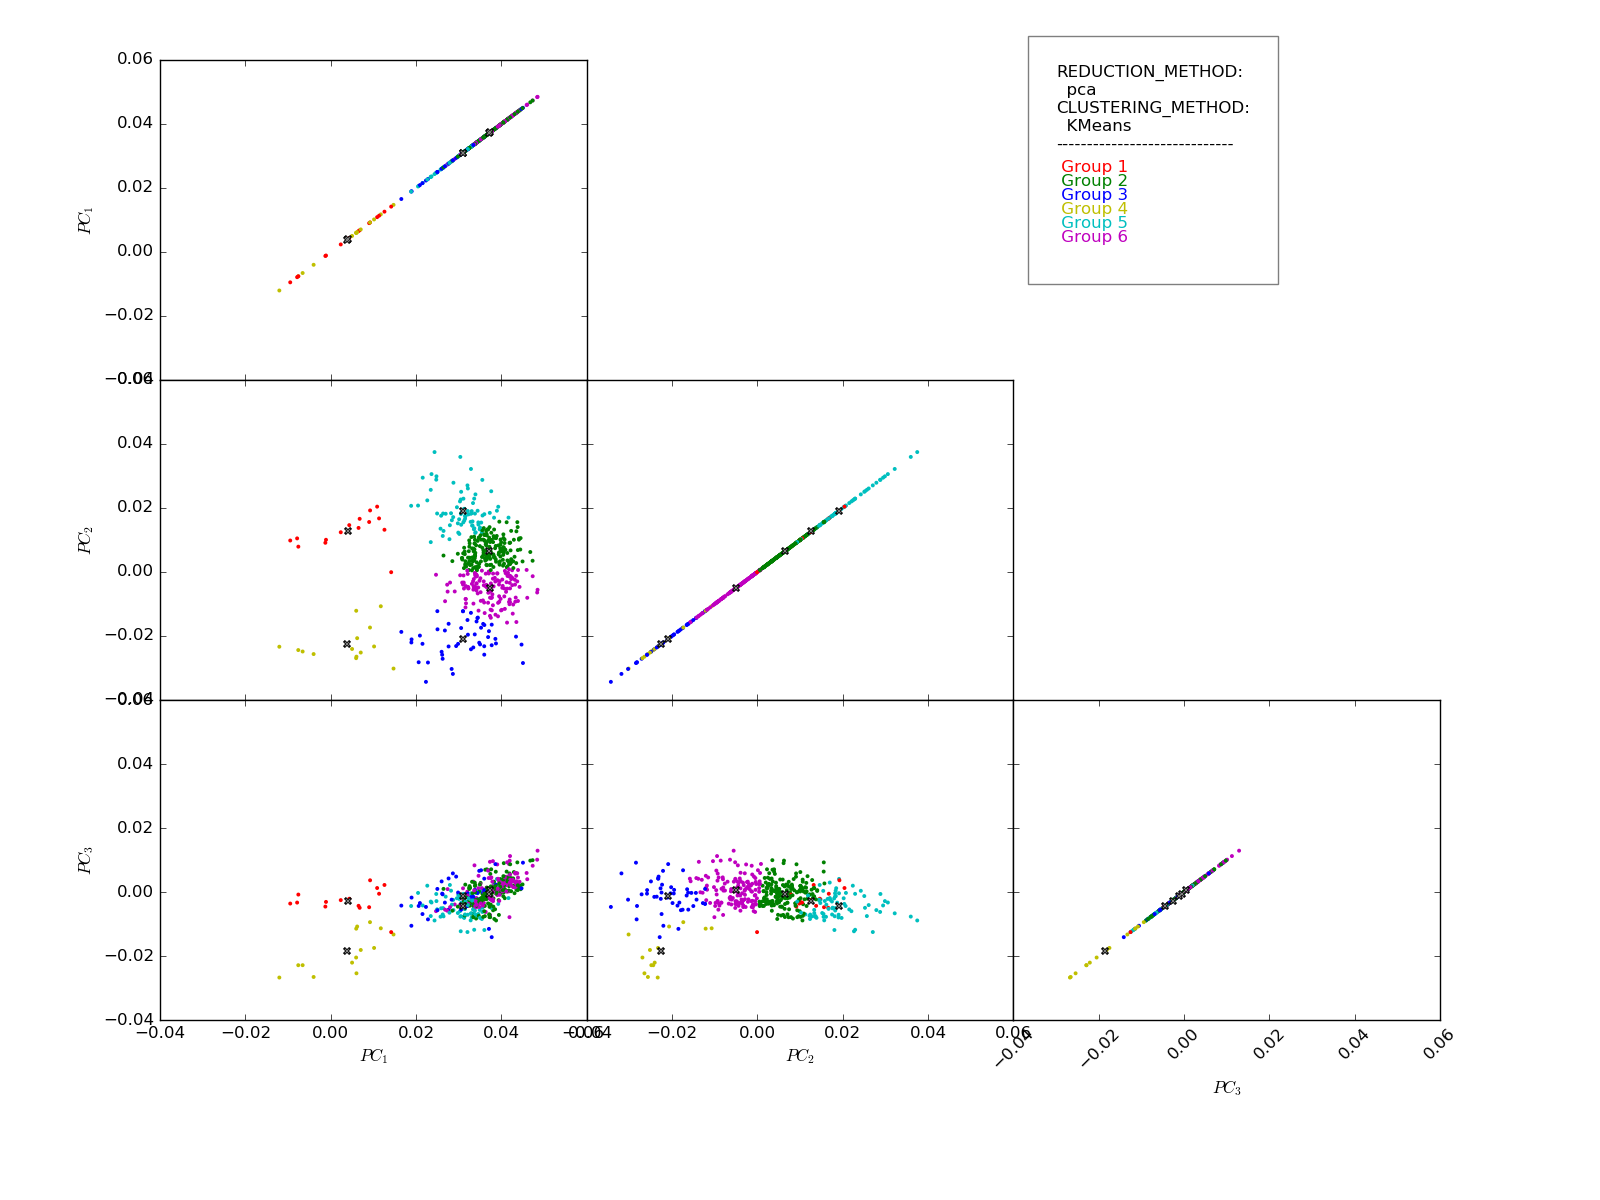 0.06
0.04
0.02
0.00
−0.02
PC1
REDUCTION_METHOD:
pca
CLUSTERING_METHOD:
KMeans
------------------------------
Group 1
Group 2
Group 3
Group 4
Group 5
Group 6
0.04
0.02
0.00
−0.02
PC2
0.04
0.02
0.00
−0.02
−0.04
PC3
−0.04
−0.02
0.00
0.02
0.04
−0.02
0.00
0.02
0.04
0.06
−0.04
−0.02
0.00
0.02
0.04
0.06
PC1
PC2
PC3